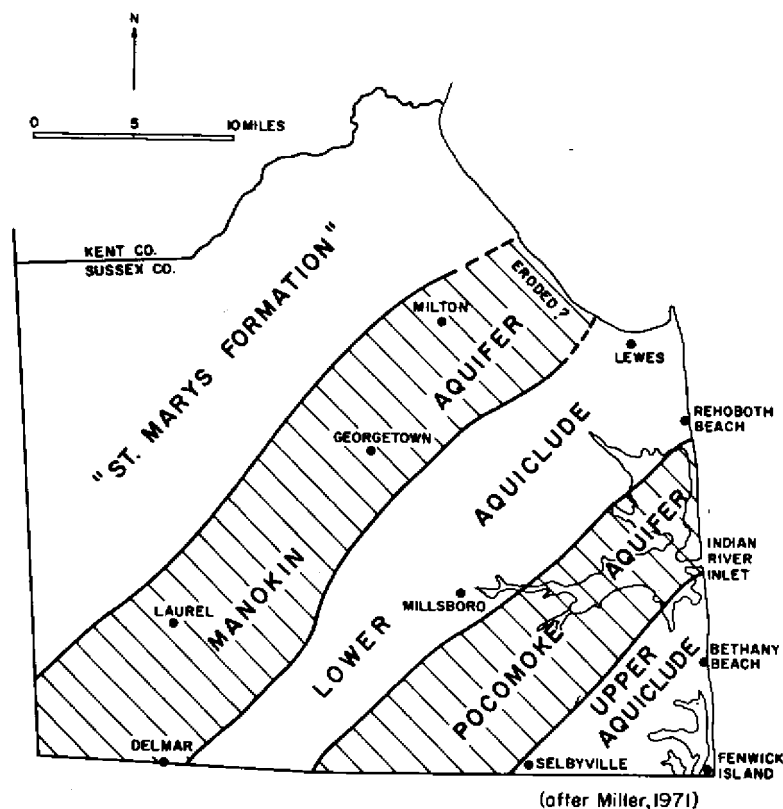 N
0 5 10 MILES
KENT CO.
SUSSEX CO.
"ST. MARYS FORMATION"
ERODED ?
MILTON
AQUIFER
LEWES
GEORGETOWN
REHOBOTH
BEACH
AQUICLUDE
AQUIFER
INDIAN
RIVER
INLET
LAUREL
MANOKIN
MILLSBORO
LOWER
POCOMOKE
UPPER
AQUICLUDE
BETHANY
BEACH
DELMAR
SELBYVILLE
FENWICK
ISLAND
(after Miller, 1971)